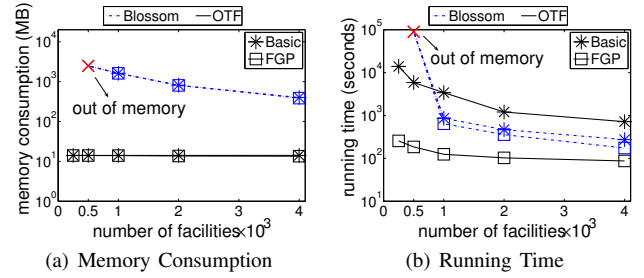 Blossom OTF
Basic
FGP
out of memory
memory consumption (MB)
10^4
10^3
10^2
10^1
10^0
0.5 1 2 3 4
number of facilities ×10^3
(a) Memory Consumption
Blossom OTF
Basic
FGP
out of memory
running time (seconds)
10^5
10^4
10^3
10^2
10^1
0.5 1 2 3 4
number of facilities ×10^3
(b) Running Time